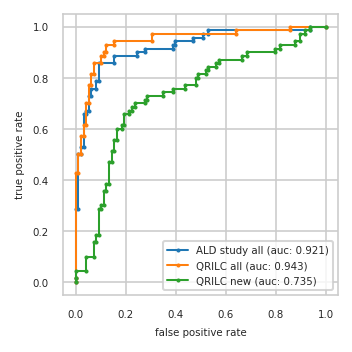 1.0
0.8
0.6
0.4
0.2
0.0
true positive rate
ALD study all (auc: 0.921)
QRILC all (auc: 0.943)
QRILC new (auc: 0.735)
0.0 0.2 0.4 0.6 0.8 1.0
false positive rate